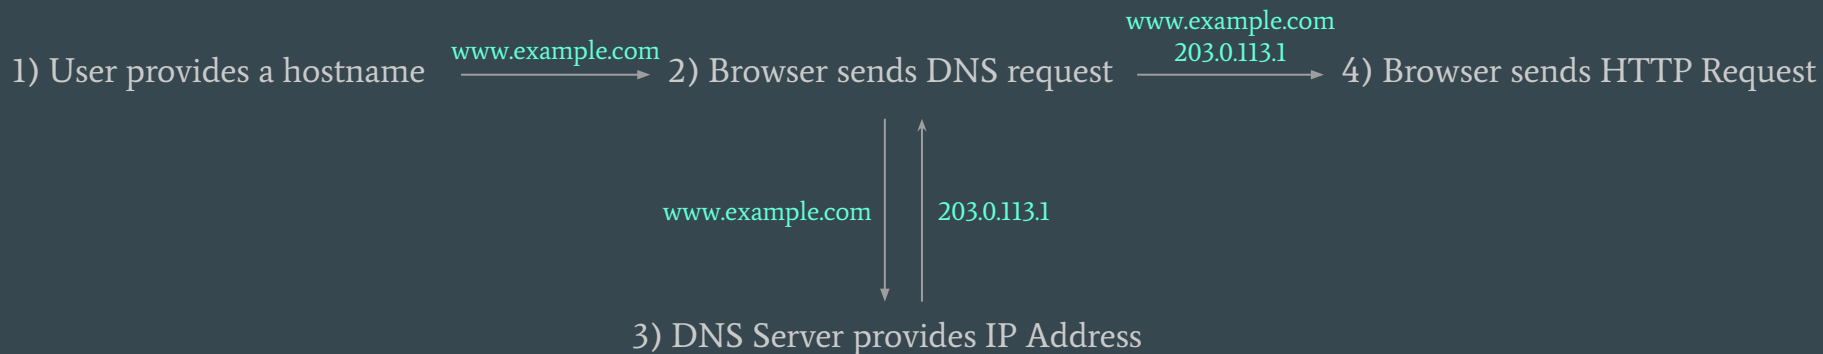 1) User provides a hostname
www.example.com
2) Browser sends DNS request
www.example.com
203.0.113.1
4) Browser sends HTTP Request
www.example.com
203.0.113.1
3) DNS Server provides IP Address